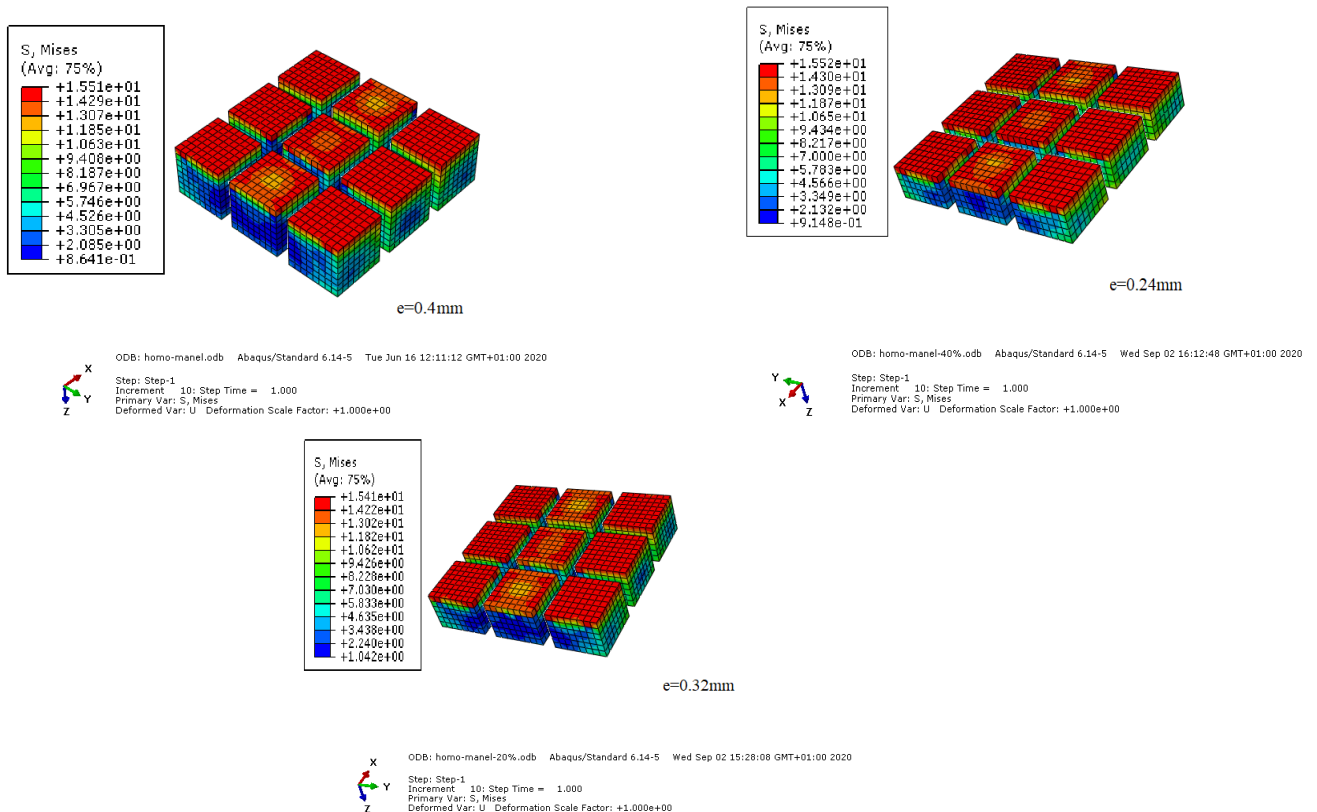 S, Mises
(Avg: 75%)
+1.551e+01
+1.429e+01
+1.307e+01
+1.185e+01
+1.063e+01
+9.408e+00
+8.187e+00
+6.967e+00
+5.746e+00
+4.526e+00
+3.305e+00
+2.085e+00
+8.641e-01
e=0.4mm
X
Y
Z
ODB: homo-manel.odb Abaqus/Standard 6.14-5 Tue Jun 16 12:11:12 GMT+01:00 2020
Step: Step-1
Increment 10: Step Time = 1.000
Primary Var: S, Mises
Deformed Var: U Deformation Scale Factor: +1.000e+00
S, Mises
(Avg: 75%)
+1.552e+01
+1.430e+01
+1.309e+01
+1.187e+01
+1.065e+01
+9.434e+00
+8.217e+00
+7.000e+00
+5.783e+00
+4.566e+00
+3.349e+00
+2.132e+00
+9.148e-01
e=0.24mm
Y
X
Z
ODB: homo-manel-40%.odb Abaqus/Standard 6.14-5 Wed Sep 02 16:12:48 GMT+01:00 2020
Step: Step-1
Increment 10: Step Time = 1.000
Primary Var: S, Mises
Deformed Var: U Deformation Scale Factor: +1.000e+00
S, Mises
(Avg: 75%)
+1.541e+01
+1.422e+01
+1.302e+01
+1.182e+01
+1.062e+01
+9.426e+00
+8.228e+00
+7.030e+00
+5.833e+00
+4.635e+00
+3.438e+00
+2.240e+00
+1.042e+00
e=0.32mm
X
Y
Z
ODB: homo-manel-20%.odb Abaqus/Standard 6.14-5 Wed Sep 02 15:28:08 GMT+01:00 2020
Step: Step-1
Increment 10: Step Time = 1.000
Primary Var: S, Mises
Deformed Var: U Deformation Scale Factor: +1.000e+00